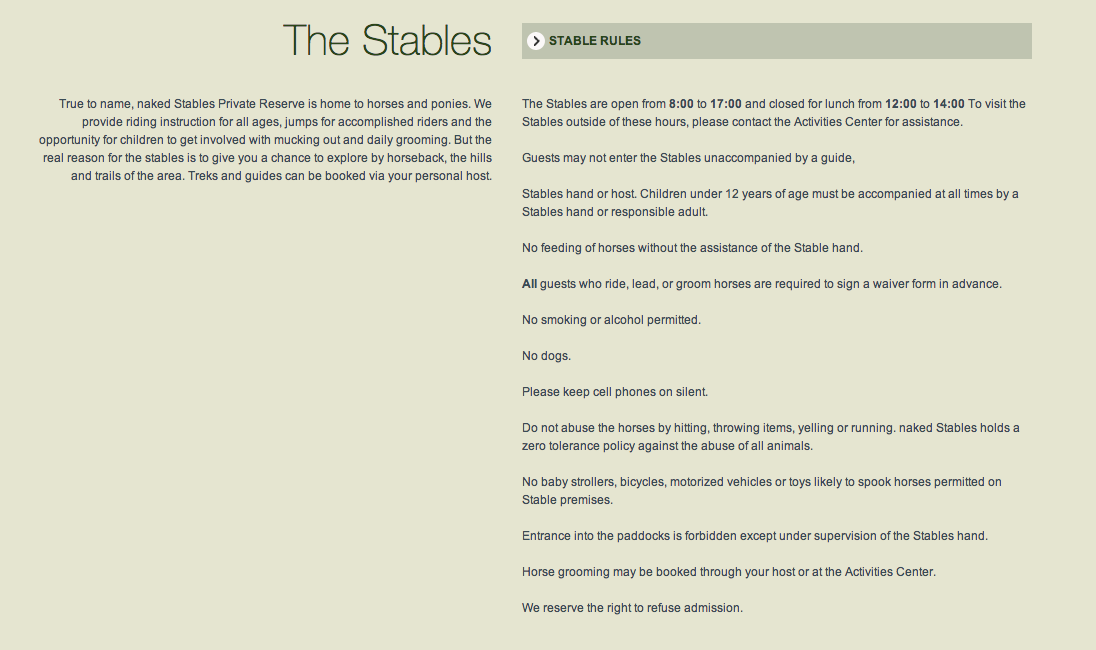 The Stables
True to name, naked Stables Private Reserve is home to horses and ponies. We
provide riding instruction for all ages, jumps for accomplished riders and the
opportunity for children to get involved with mucking out and daily grooming. But the
real reason for the stables is to give you a chance to explore by horseback, the hills
and trails of the area. Treks and guides can be booked via your personal host.
STABLE RULES
The Stables are open from 8:00 to 17:00 and closed for lunch from 12:00 to 14:00 To visit the
Stables outside of these hours, please contact the Activities Center for assistance.
Guests may not enter the Stables unaccompanied by a guide,
Stables hand or host. Children under 12 years of age must be accompanied at all times by a
Stables hand or responsible adult.
No feeding of horses without the assistance of the Stable hand.
All guests who ride, lead, or groom horses are required to sign a waiver form in advance.
No smoking or alcohol permitted.
No dogs.
Please keep cell phones on silent.
Do not abuse the horses by hitting, throwing items, yelling or running. naked Stables holds a
zero tolerance policy against the abuse of all animals.
No baby strollers, bicycles, motorized vehicles or toys likely to spook horses permitted on
Stable premises.
Entrance into the paddocks is forbidden except under supervision of the Stables hand.
Horse grooming may be booked through your host or at the Activities Center.
We reserve the right to refuse admission.